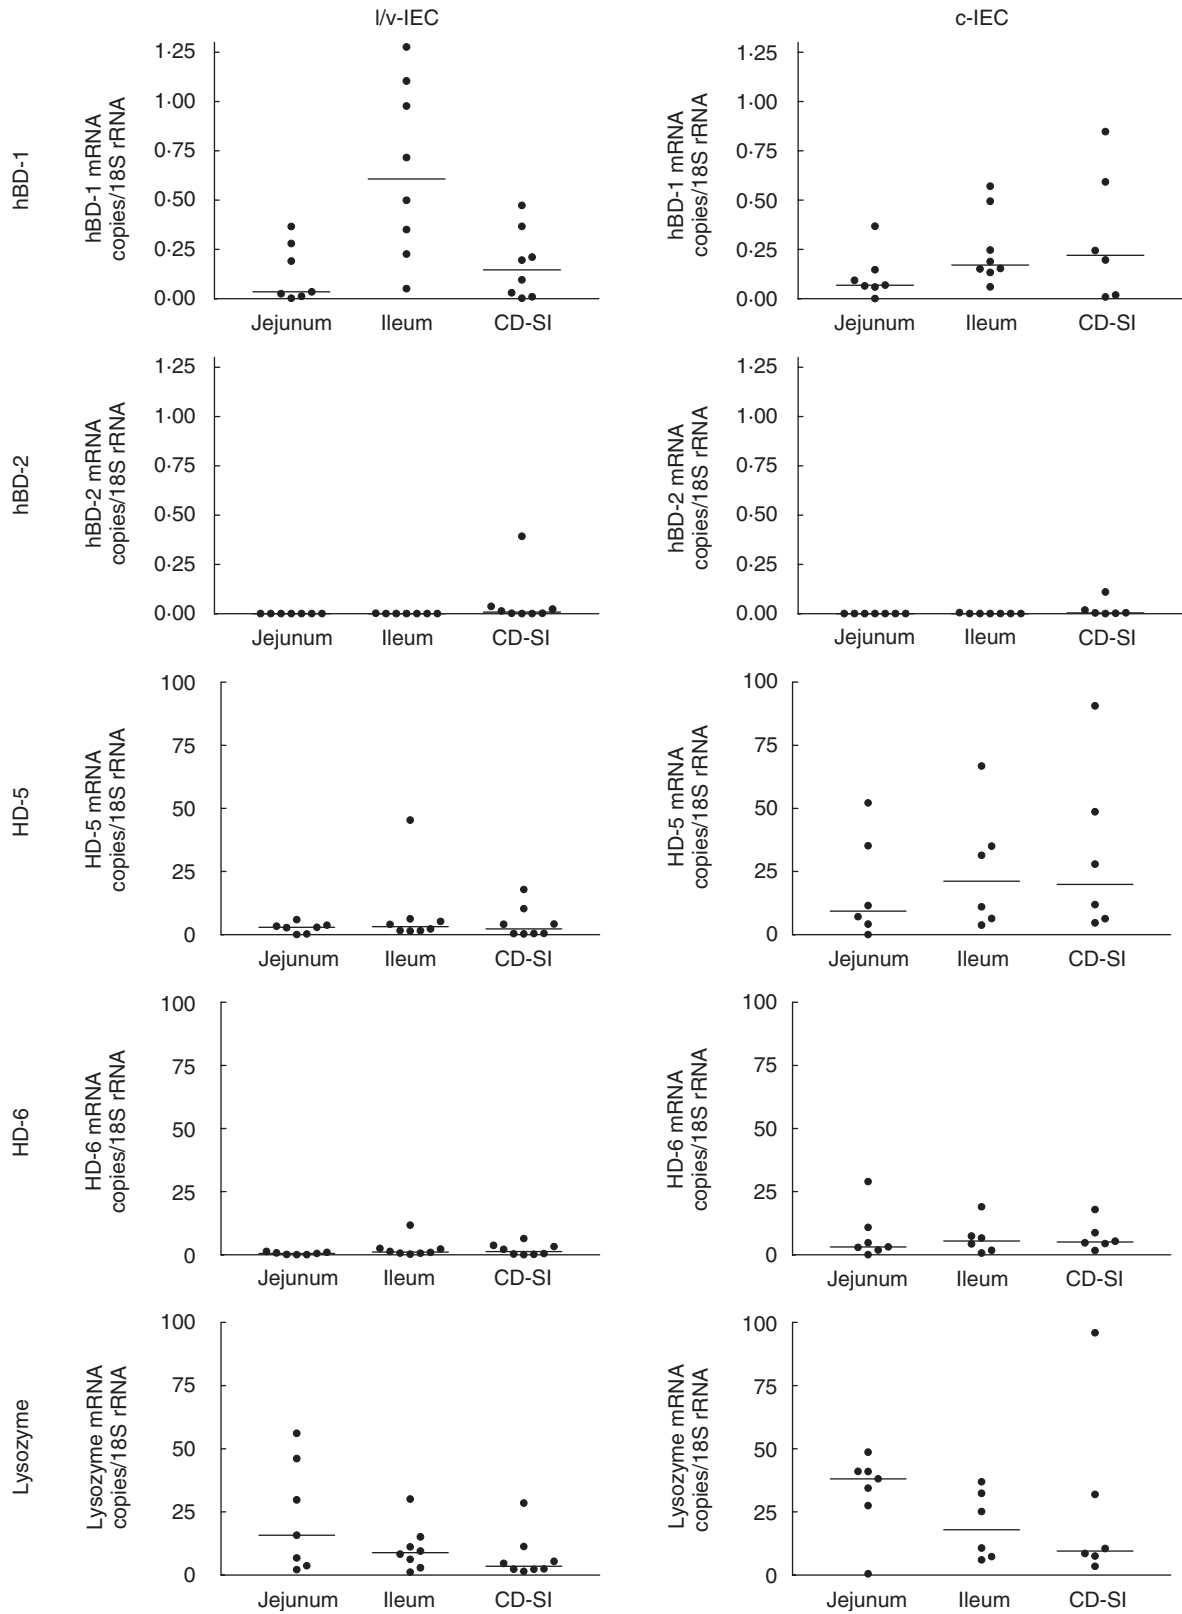 l/v-IEC
c-IEC
hBD-1
hBD-1 mRNA
copies/18S rRNA
1·25
1·00
0·75
0·50
0·25
0·00
Jejunum Ileum CD-SI
hBD-1 mRNA
copies/18S rRNA
1·25
1·00
0·75
0·50
0·25
0·00
Jejunum Ileum CD-SI
hBD-2
hBD-2 mRNA
copies/18S rRNA
1·25
1·00
0·75
0·50
0·25
0.00
Jejunum Ileum CD-SI
hBD-2 mRNA
copies/18S rRNA
1·25
1·00
0·75
0·50
0·25
0.00
Jejunum Ileum CD-SI
HD-5
HD-5 mRNA
copies/18S rRNA
100
75
50
25
0
Jejunum Ileum CD-SI
HD-5 mRNA
copies/18S rRNA
100
75
50
25
0
Jejunum Ileum CD-SI
HD-6
HD-6 mRNA
copies/18S rRNA
100
75
50
25
0
Jejunum Ileum CD-SI
HD-6 mRNA
copies/18S rRNA
100
75
50
25
0
Jejunum Ileum CD-SI
Lysozyme
Lysozyme mRNA
copies/18S rRNA
100
75
50
25
0
Jejunum Ileum CD-SI
Lysozyme mRNA
copies/18S rRNA
100
75
50
25
0
Jejunum Ileum CD-SI